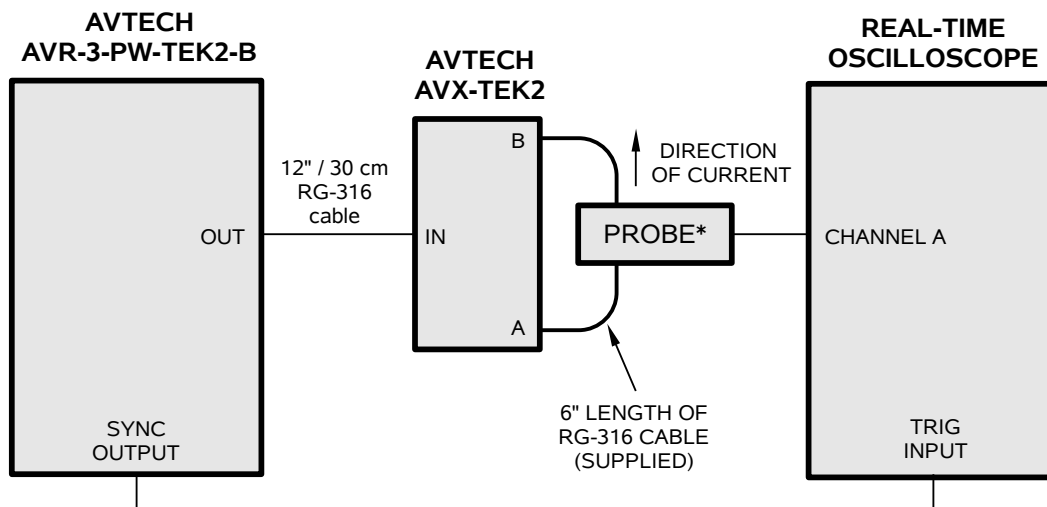 AVTECH
AVR-3-PW-TEK2-B
AVTECH
AVX-TEK2
REAL-TIME
OSCILLOSCOPE
12" / 30 cm
RG-316
cable
OUT
IN
B
A
DIRECTION
OF CURRENT
PROBE*
CHANNEL A
6" LENGTH OF
RG-316 CABLE
(SUPPLIED)
SYNC
OUTPUT
TRIG
INPUT